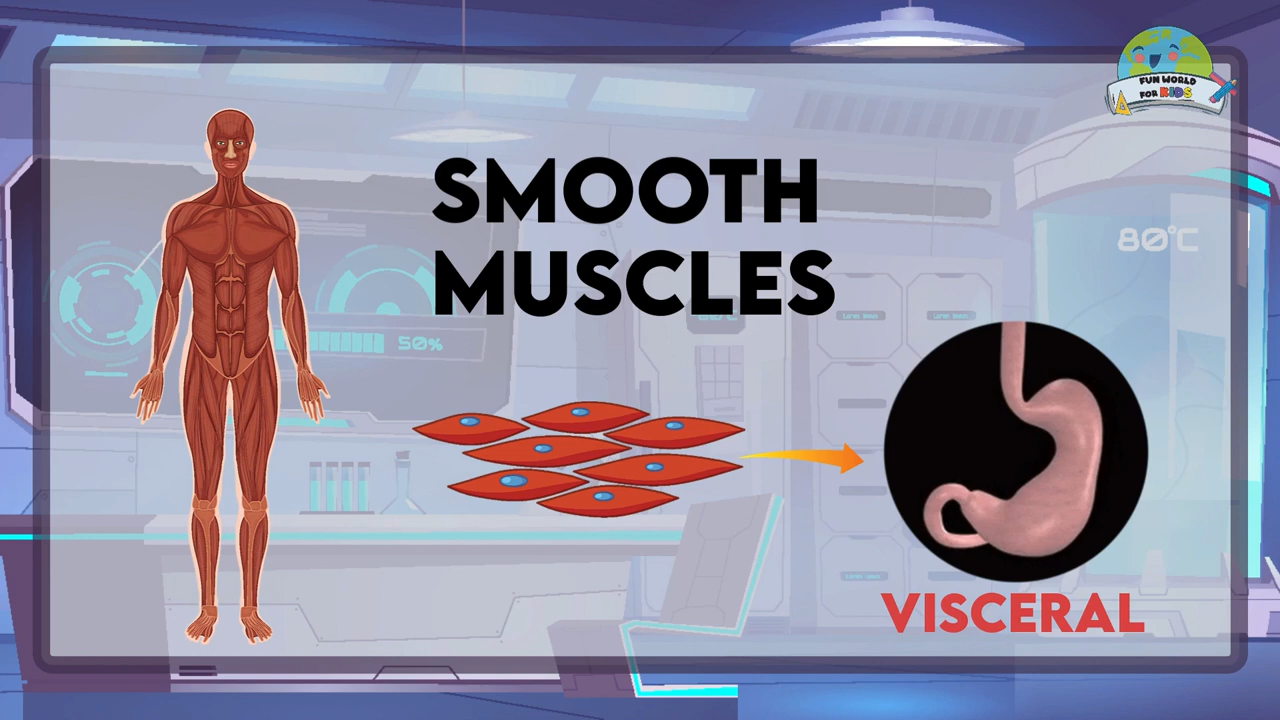 FUN WORLD
FOR KIDS
SMOOTH
MUSCLES
80°C
50%
VISCERAL